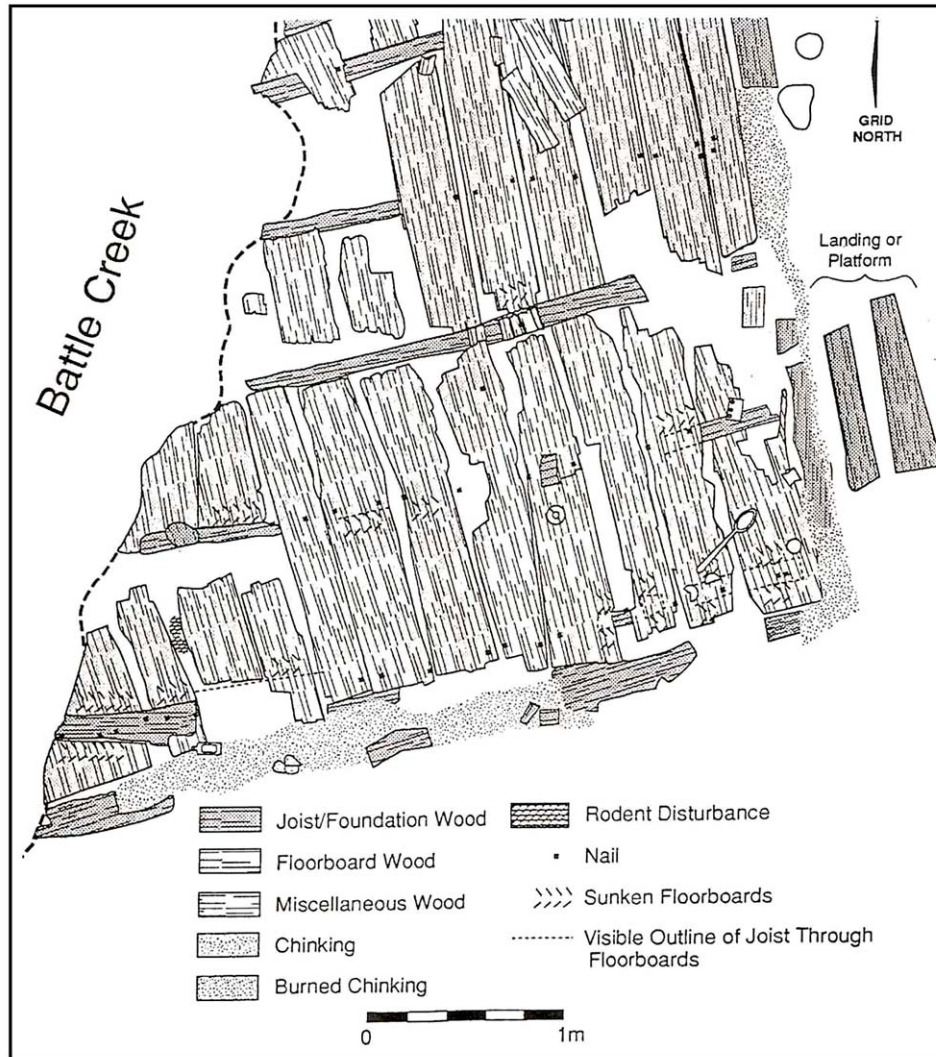 GRID
NORTH
Battle Creek
Landing or
Platform
Joist/Foundation Wood
Floorboard Wood
Miscellaneous Wood
Chinking
Burned Chinking
Rodent Disturbance
Nail
Sunken Floorboards
Visible Outline of Joist Through
Floorboards
0
1m